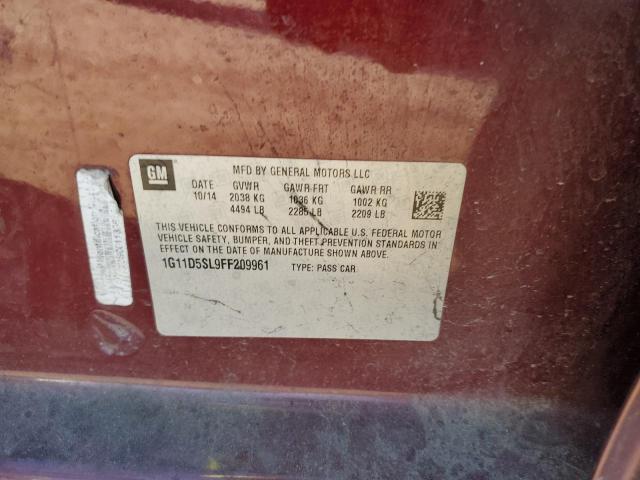 GM
MFD BY GENERAL MOTORS LLC
DATE GVWR GAWR FRT GAWR RR
10/14 2038 KG 1036 KG 1002 KG
4494 LB 2285 LB 2209 LB
THIS VEHICLE CONFORMS TO ALL APPLICABLE U.S. FEDERAL MOTOR
VEHICLE SAFETY, BUMPER, AND THEFT PREVENTION STANDARDS IN
EFFECT ON THE DATE OF MANUFACTURE SHOWN ABOVE.
1G11D5SL9FF209961 TYPE: PASS CAR